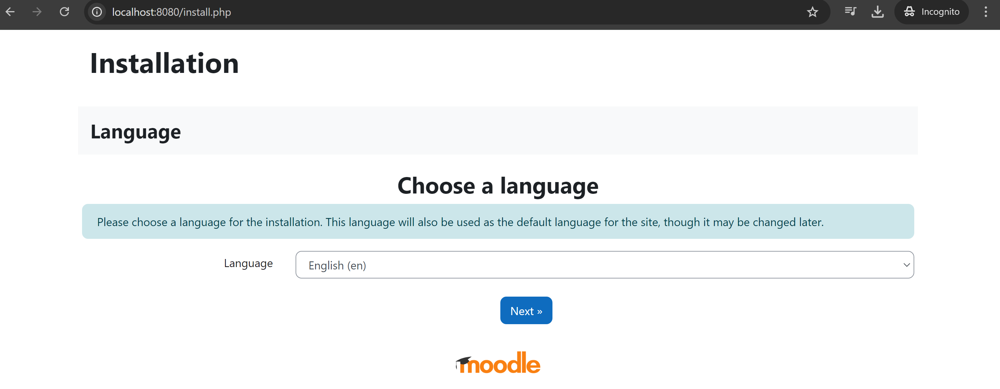 localhost:8080/install.php
Incognito
Installation
Language
Choose a language
Please choose a language for the installation. This language will also be used as the default language for the site, though it may be changed later.
Language
English (en)
Next »
moodle